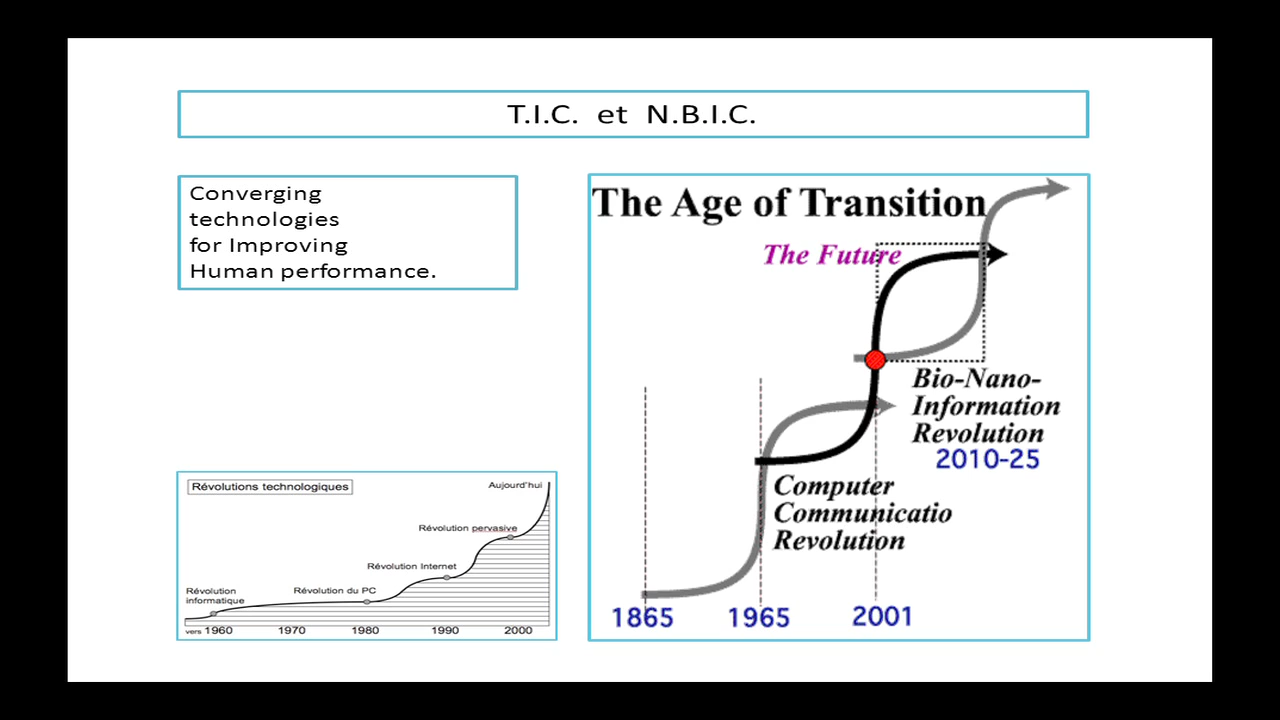 T.I.C. et N.B.I.C.
Converging
technologies
for Improving
Human performance.
The Age of Transition
The Future
Bio-Nano-
Information
Revolution
2010-25
Computer
Communicatio
Revolution
1865 1965 2001
Révolutions technologiques
Aujourd'hui
Révolution pervasive
Révolution Internet
Révolution du PC
Révolution
informatique
vers 1960 1970 1980 1990 2000